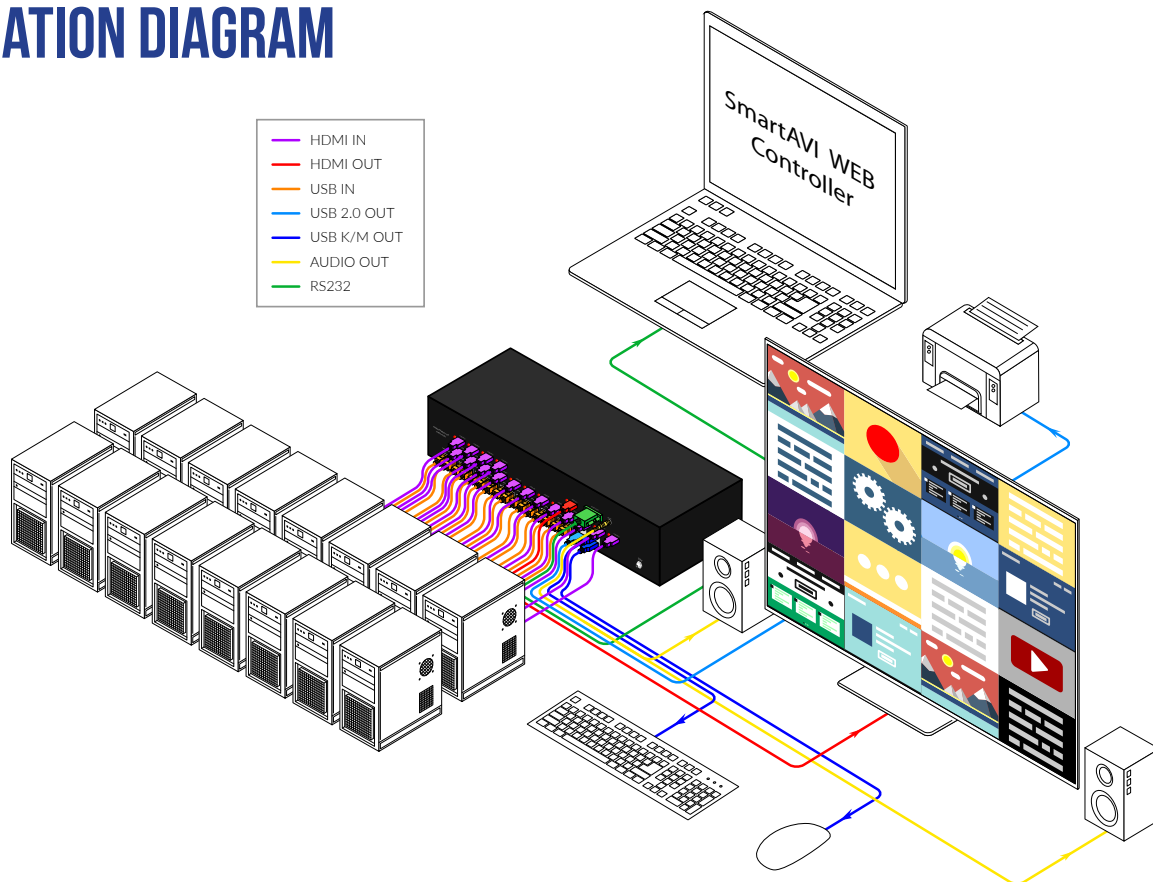 ATION DIAGRAM
HDMI IN
HDMI OUT
USB IN
USB 2.0 OUT
USB K/M OUT
AUDIO OUT
RS232
SmartAVI WEB
Controller